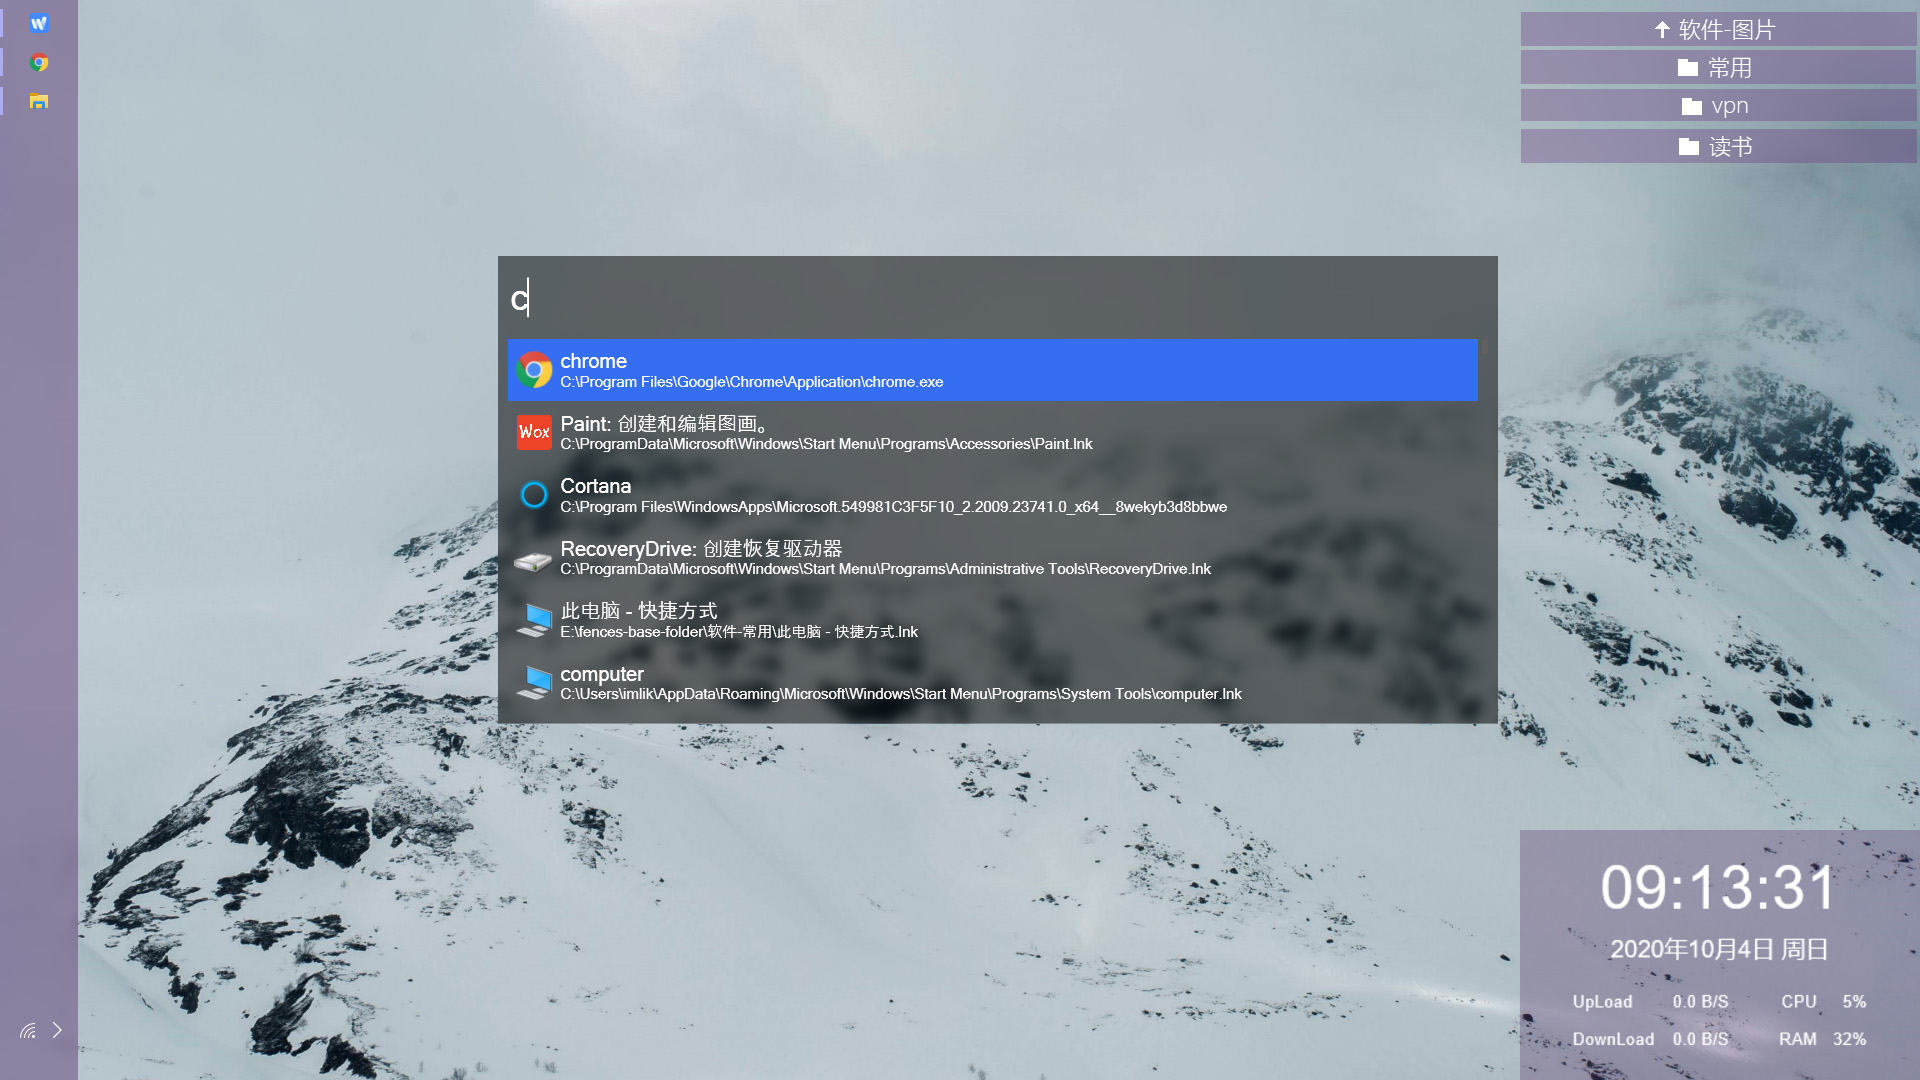 W
软件-图片
常用
vpn
读书
c
chrome
C:\Program Files\Google\Chrome\Application\chrome.exe
Wox
Paint: 创建和编辑图画。
C:\ProgramData\Microsoft\Windows\Start Menu\Programs\Accessories\Paint.lnk
Cortana
C:\Program Files\WindowsApps\Microsoft.549981C3F5F10_2.2009.23741.0_x64__8wekyb3d8bbwe
RecoveryDrive: 创建恢复驱动器
C:\ProgramData\Microsoft\Windows\Start Menu\Programs\Administrative Tools\RecoveryDrive.lnk
此电脑 - 快捷方式
E:\fences-base-folder\软件-常用\此电脑 - 快捷方式.lnk
computer
C:\Users\imlik\AppData\Roaming\Microsoft\Windows\Start Menu\Programs\System Tools\computer.lnk
09:13:31
2020年10月4日 周日
UpLoad 0.0 B/S CPU 5%
DownLoad 0.0 B/S RAM 32%